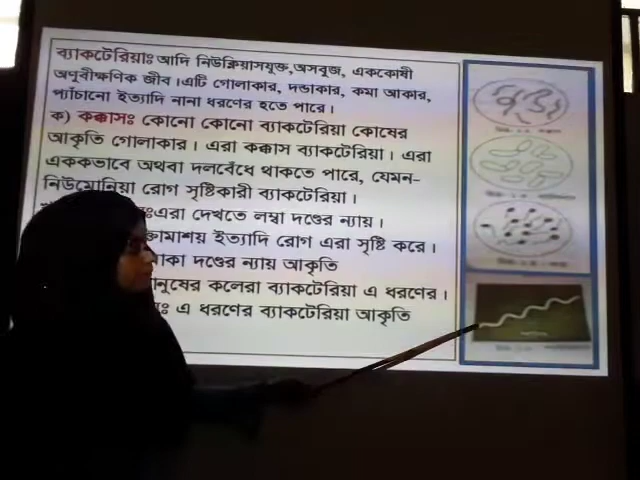 ব্যাকটেরিয়াঃ আদি নিউক্লিয়াসযুক্ত,অসবুজ, এককোষী
অণুবীক্ষণিক জীব।এটি গোলাকার, দন্ডাকার, কমা আকার,
প্যাঁচানো ইত্যাদি নানা ধরণের হতে পারে।
ক) কক্কাসঃ কোনো কোনো ব্যাকটেরিয়া কোষের
আকৃতি গোলাকার। এরা কক্কাস ব্যাকটেরিয়া। এরা
এককভাবে অথবা দলবেঁধে থাকতে পারে, যেমন-
নিউমোনিয়া রোগ সৃষ্টিকারী ব্যাকটেরিয়া।
এরা দেখতে লম্বা দণ্ডের ন্যায়।
ইত্যাদি রোগ এরা সৃষ্টি করে।
দণ্ডের ন্যায় আকৃতি
কলেরা ব্যাকটেরিয়া এ ধরণের।
এ ধরণের ব্যাকটেরিয়া আকৃতি